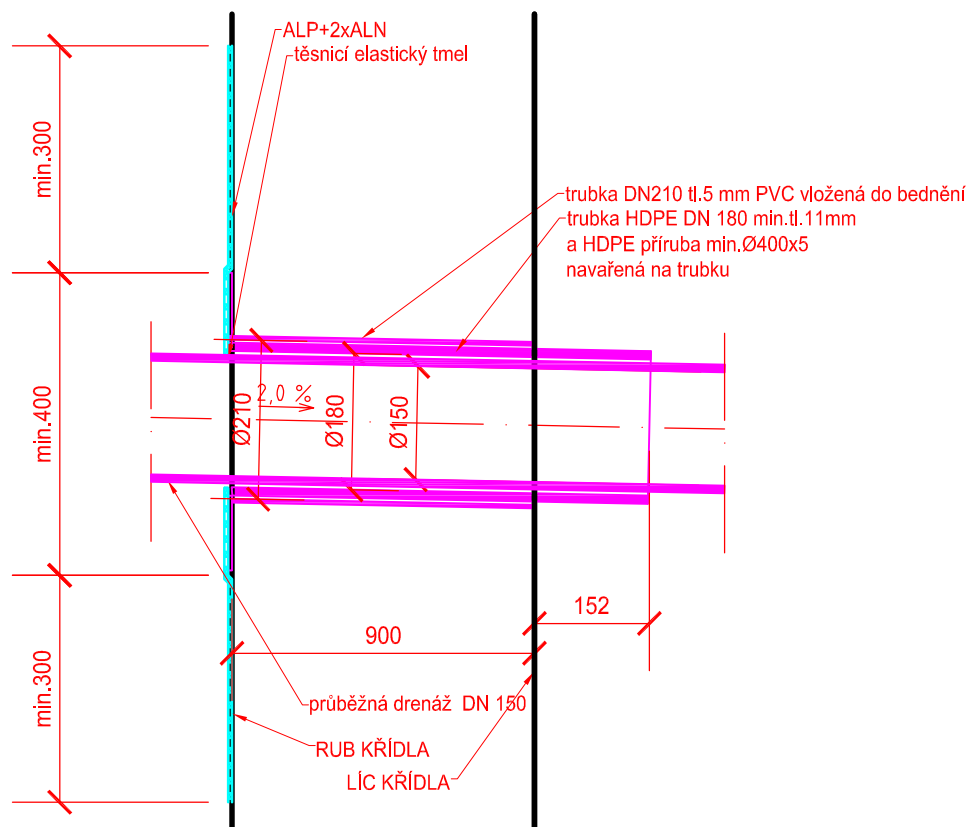 ALP+2xALN
těsnicí elastický tmel
min.300
trubka DN210 tl.5 mm PVC vložená do bednění
trubka HDPE DN 180 min.tl.11mm
a HDPE příruba min.Ø400x5
navařená na trubku
min.400
2,0 %
Ø210
Ø180
Ø150
152
900
min.300
průběžná drenáž DN 150
RUB KŘÍDLA
LÍC KŘÍDLA